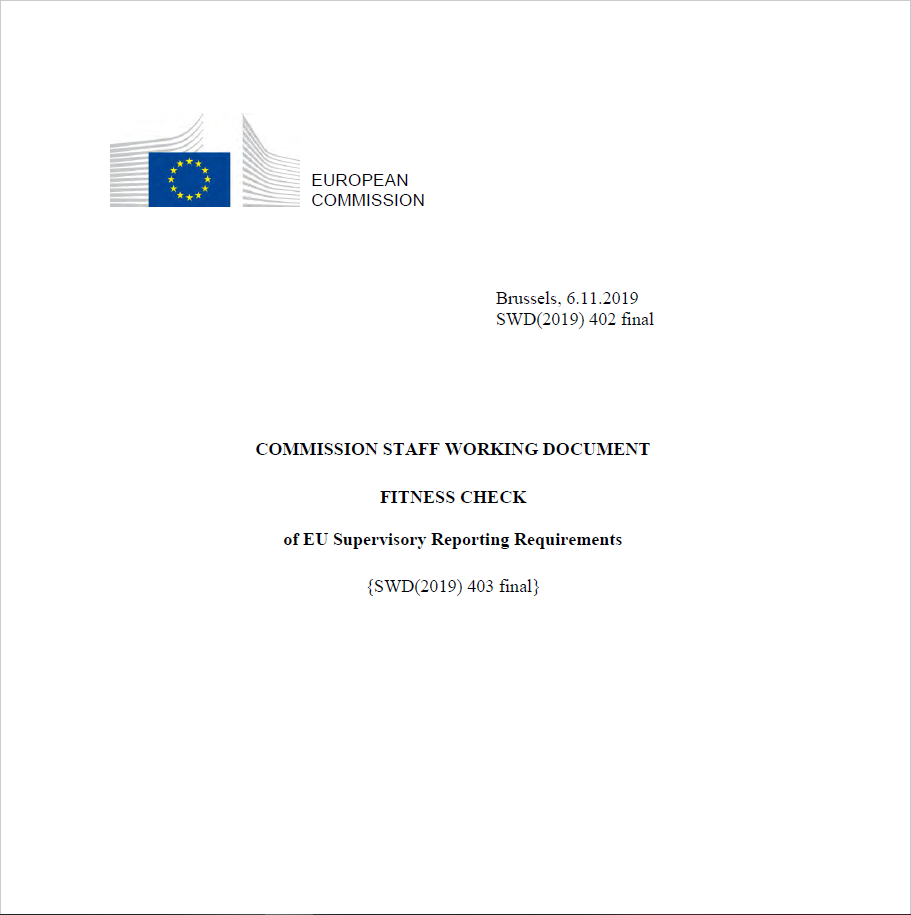 EUROPEAN
COMMISSION
Brussels, 6.11.2019
SWD(2019) 402 final
COMMISSION STAFF WORKING DOCUMENT
FITNESS CHECK
of EU Supervisory Reporting Requirements
{SWD(2019) 403 final}